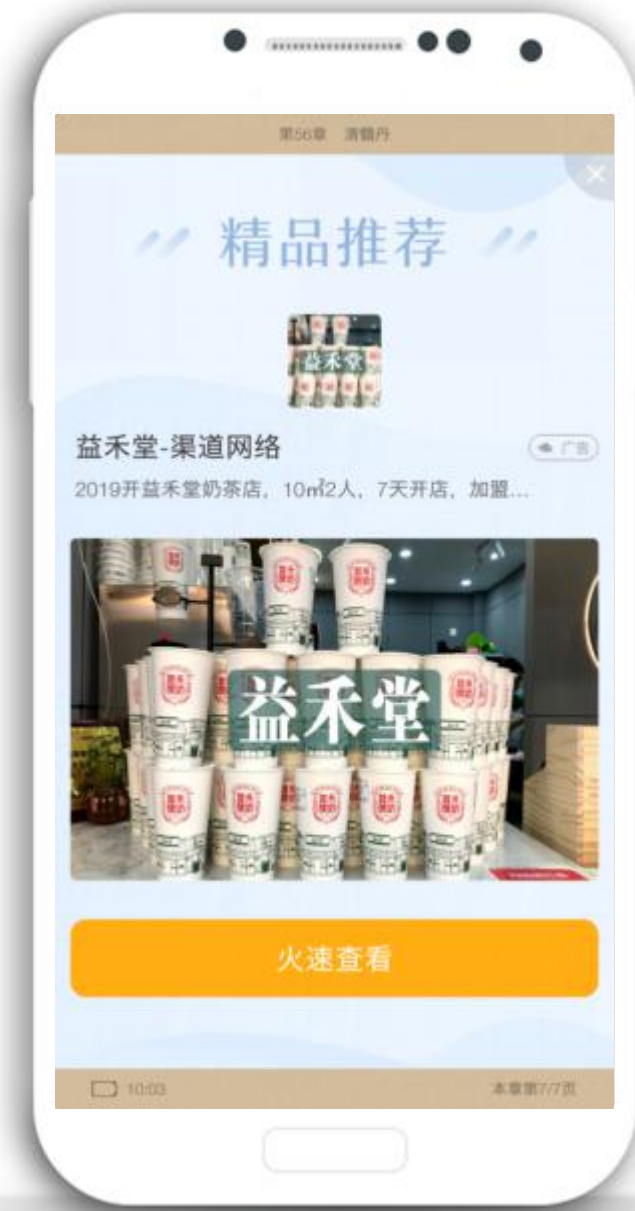 第56章 清髓丹
精品推荐
益禾堂
益禾堂-渠道网络
广告
2019开益禾堂奶茶店，10㎡2人，7天开店，加盟...
益禾堂
火速查看
10:03
本章第7/7页